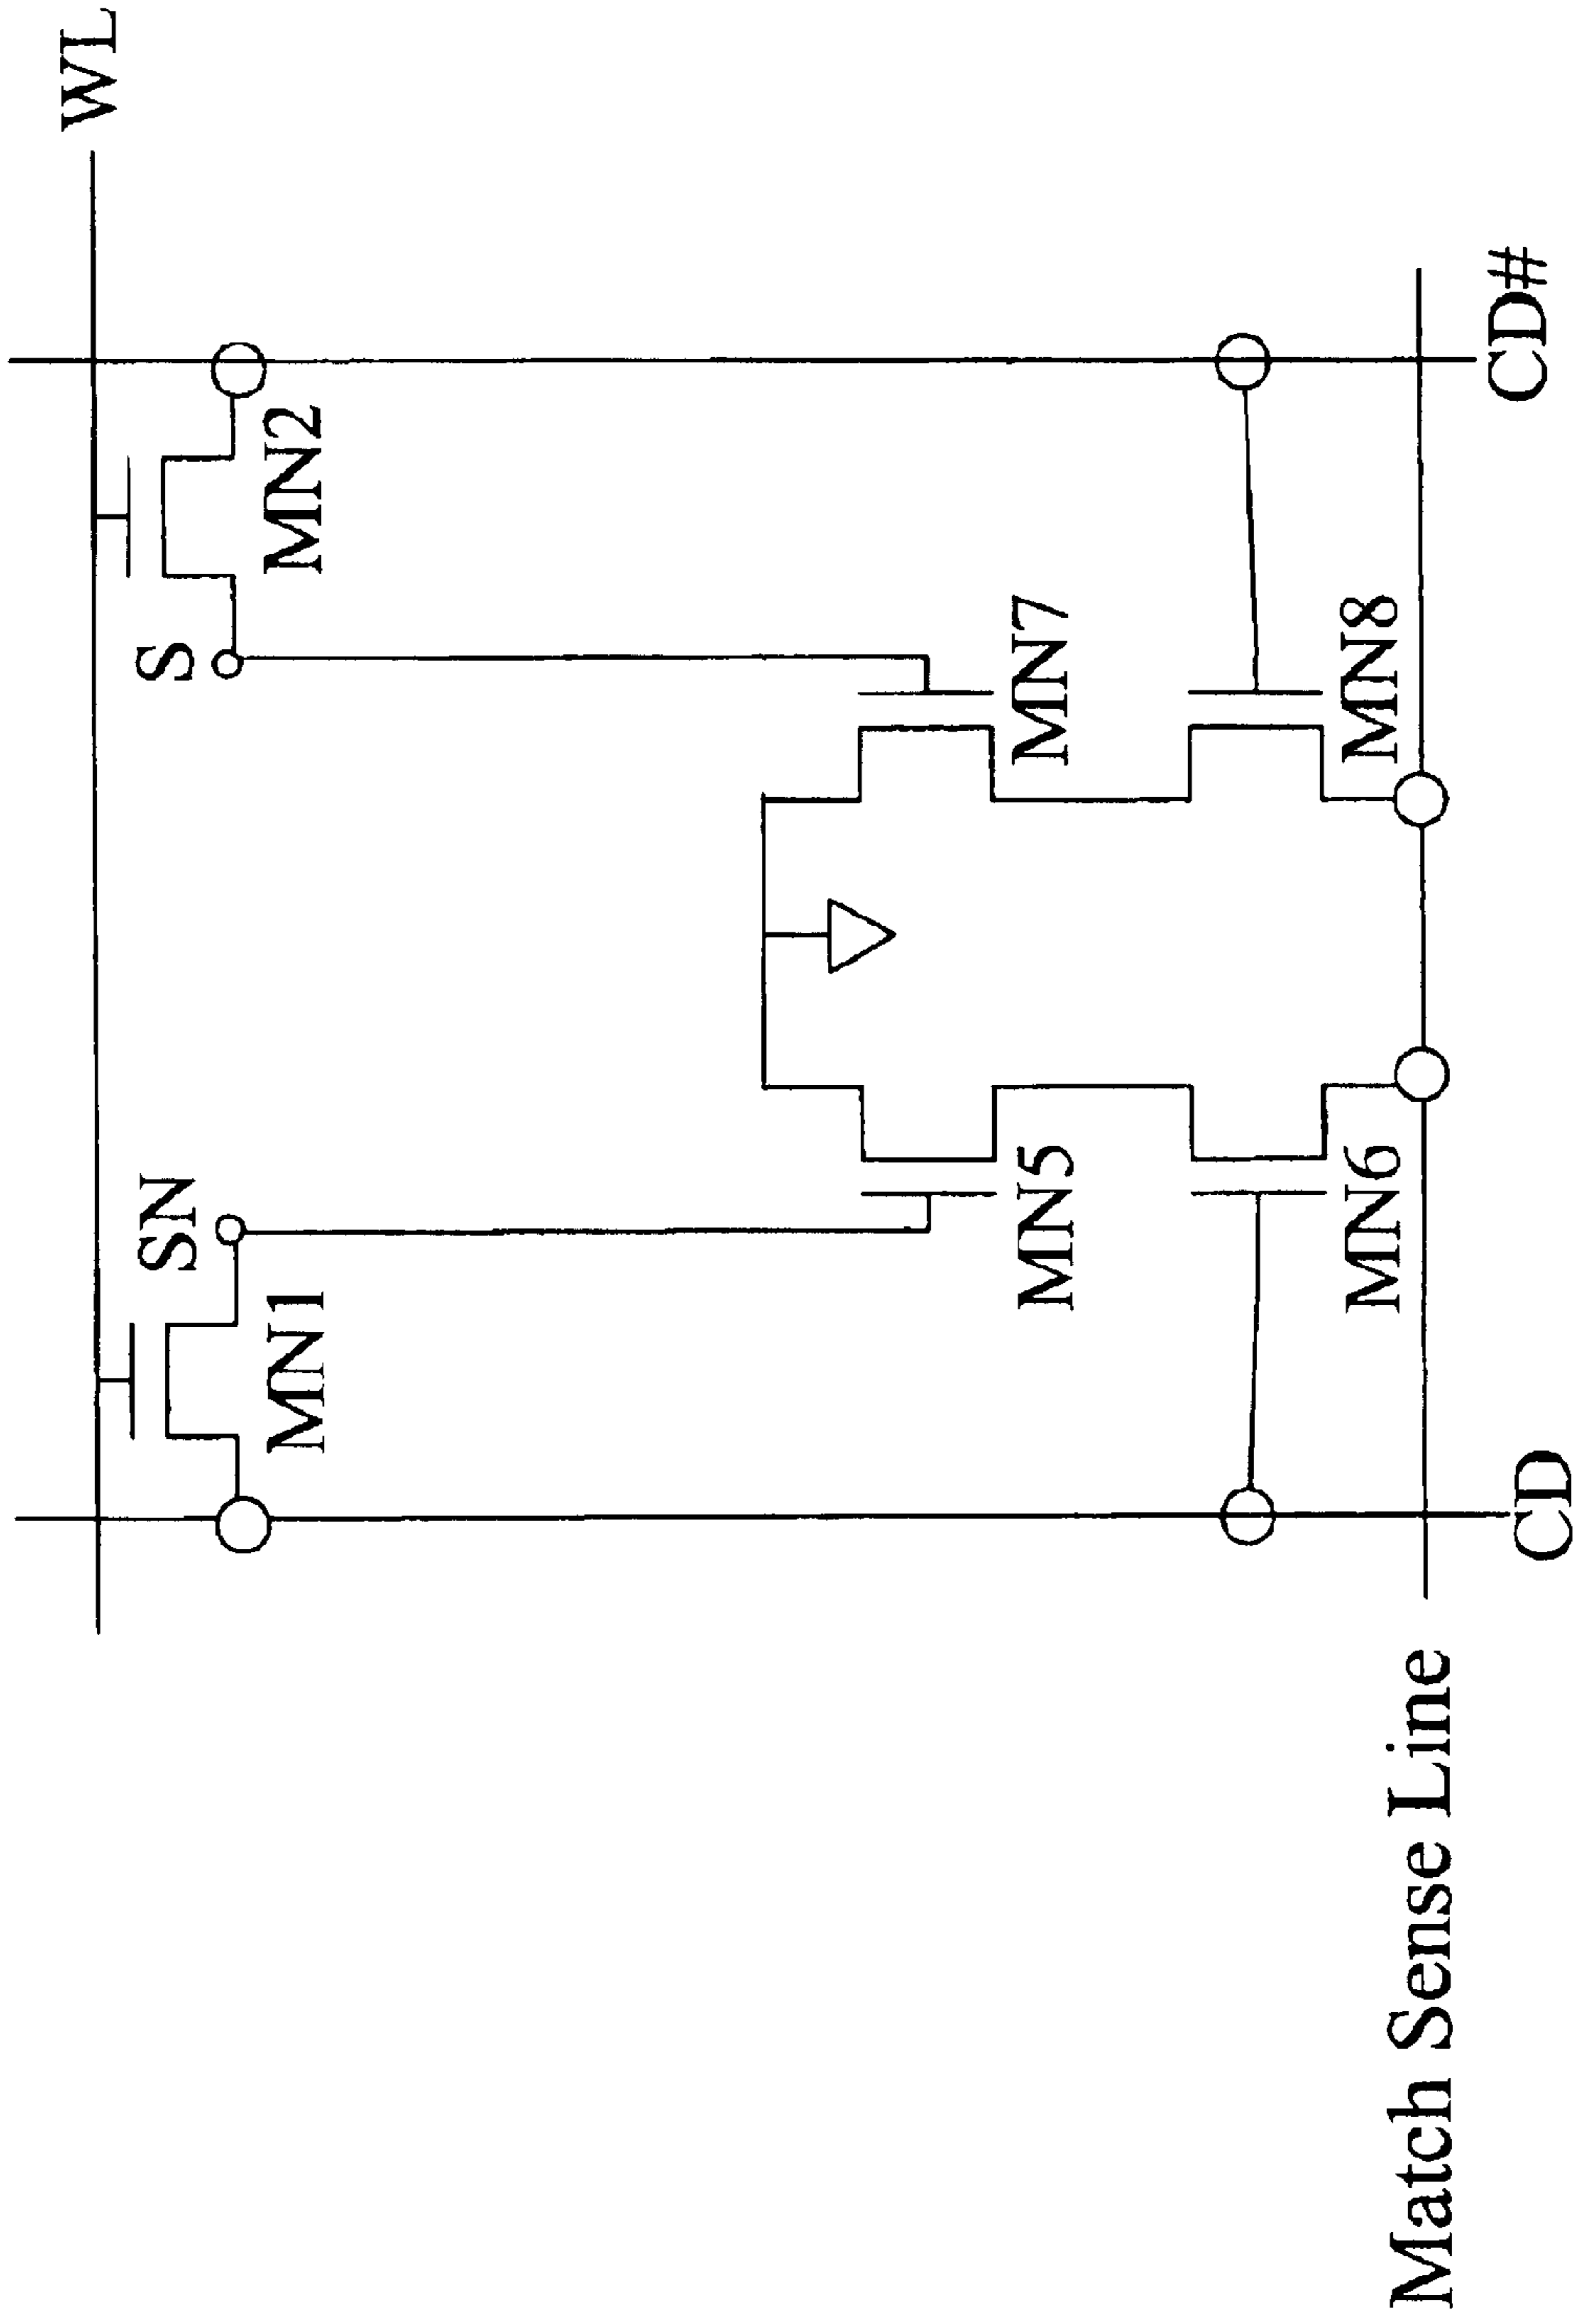 WL
SN
S
MN1
MN2
MN5
MN7
MN6
MN8
Match Sense Line
CD
CD#